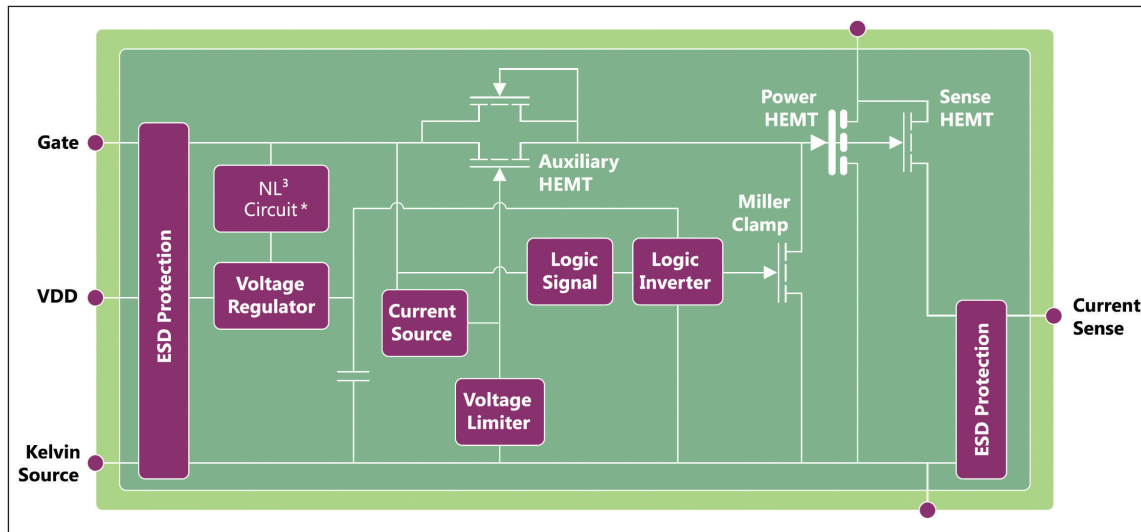 Gate
VDD
Kelvin
Source
ESD Protection
NL³
Circuit*
Voltage
Regulator
Current
Source
Voltage
Limiter
Auxiliary
HEMT
Logic
Signal
Logic
Inverter
Miller
Clamp
Power
HEMT
Sense
HEMT
ESD Protection
Current
Sense